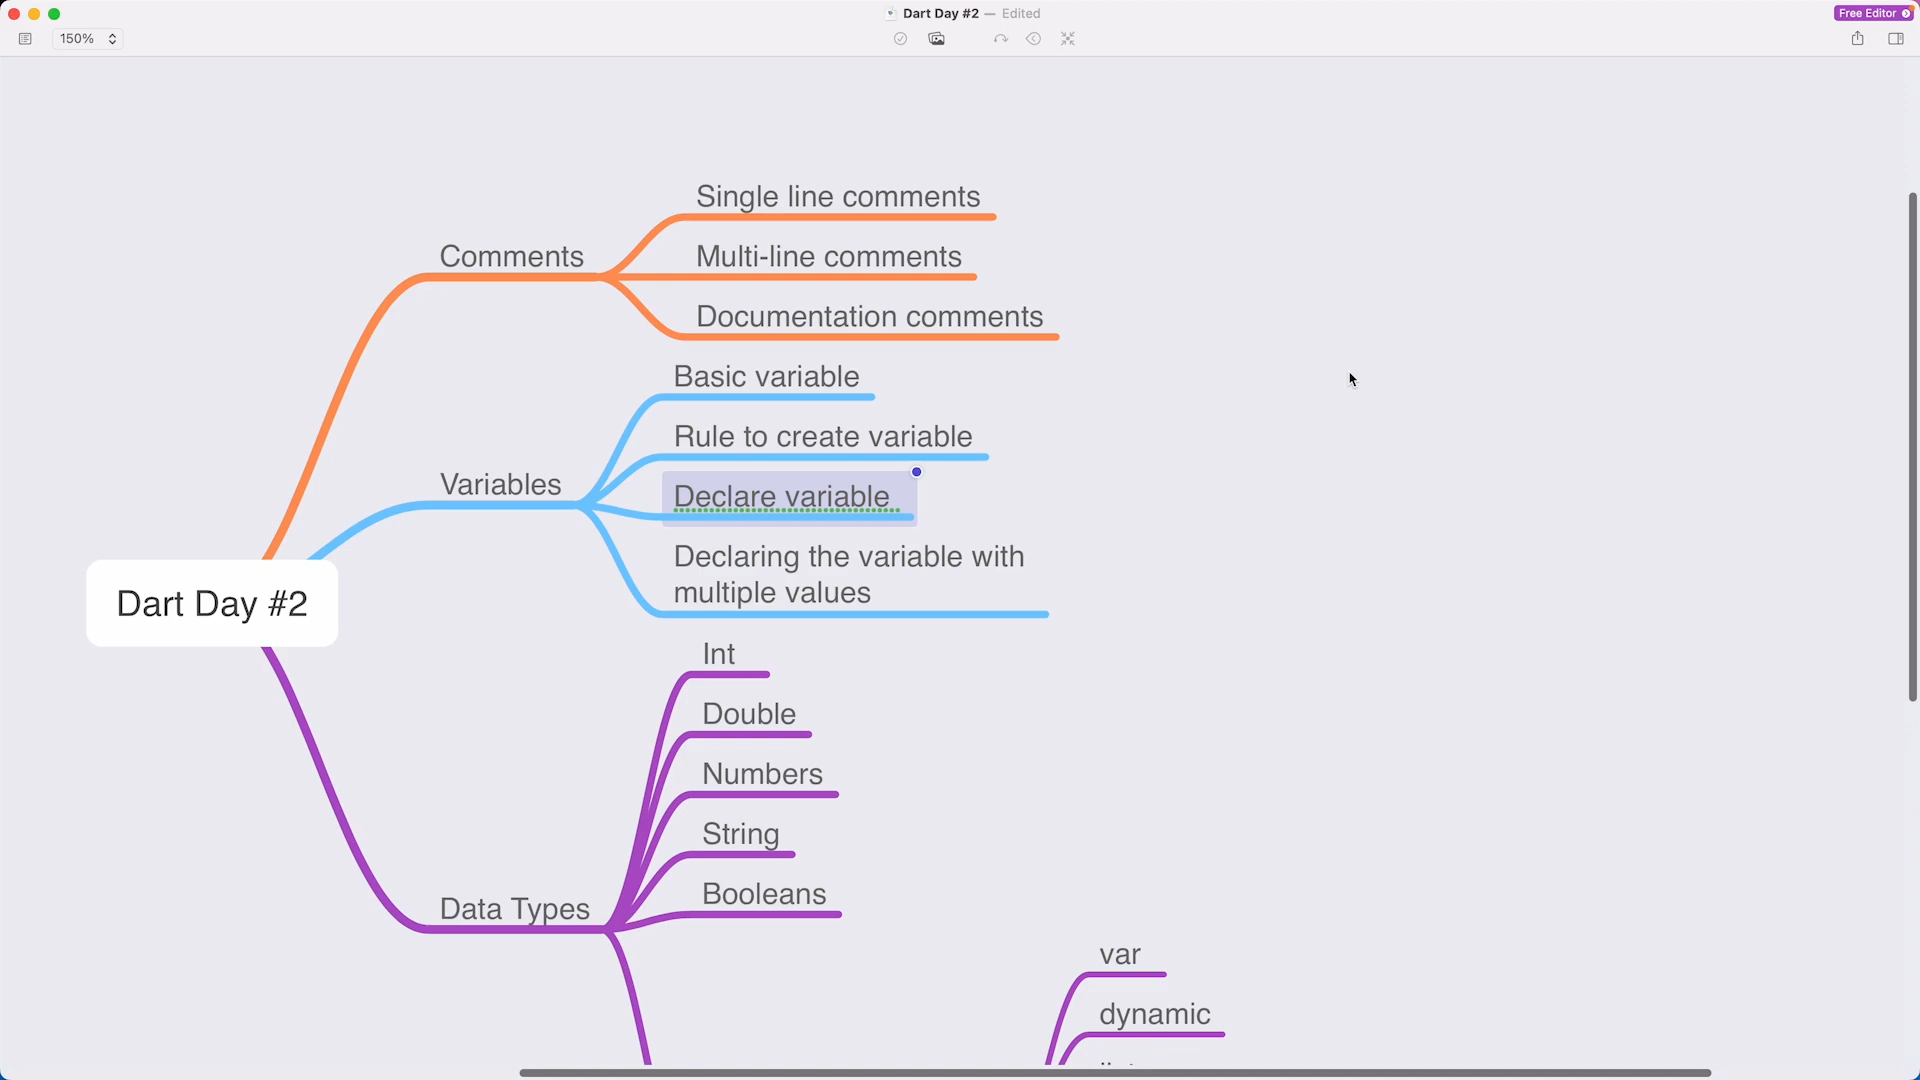 Dart Day #2 — Edited
Free Editor
150%
Single line comments
Comments
Multi-line comments
Documentation comments
Basic variable
Rule to create variable
Variables
Declare variable
Declaring the variable with
multiple values
Dart Day #2
Int
Double
Numbers
String
Booleans
Data Types
var
dynamic